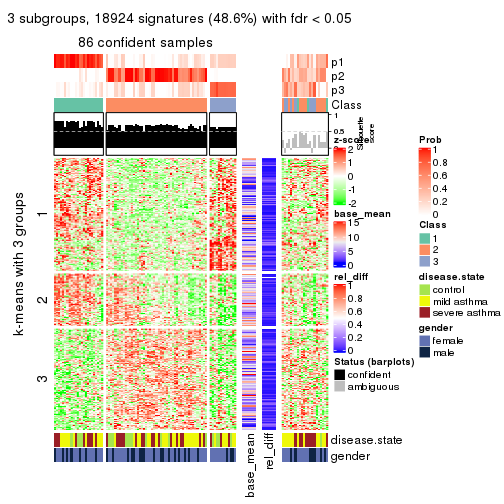 3 subgroups, 18924 signatures (48.6%) with fdr < 0.05
86 confident samples
p1
p2
p3
Class
1
0.5
0
Silhouette
score
k-means with 3 groups
1
2
3
z-score
2
1
0
-1
-2
base_mean
15
10
5
0
rel_diff
1
0.8
0.6
0.4
0.2
0
Status (barplots)
confident
ambiguous
Prob
1
0.8
0.6
0.4
0.2
0
Class
1
2
3
disease.state
control
mild asthma
severe asthma
gender
female
male
disease.state
gender
base_mean
rel_diff